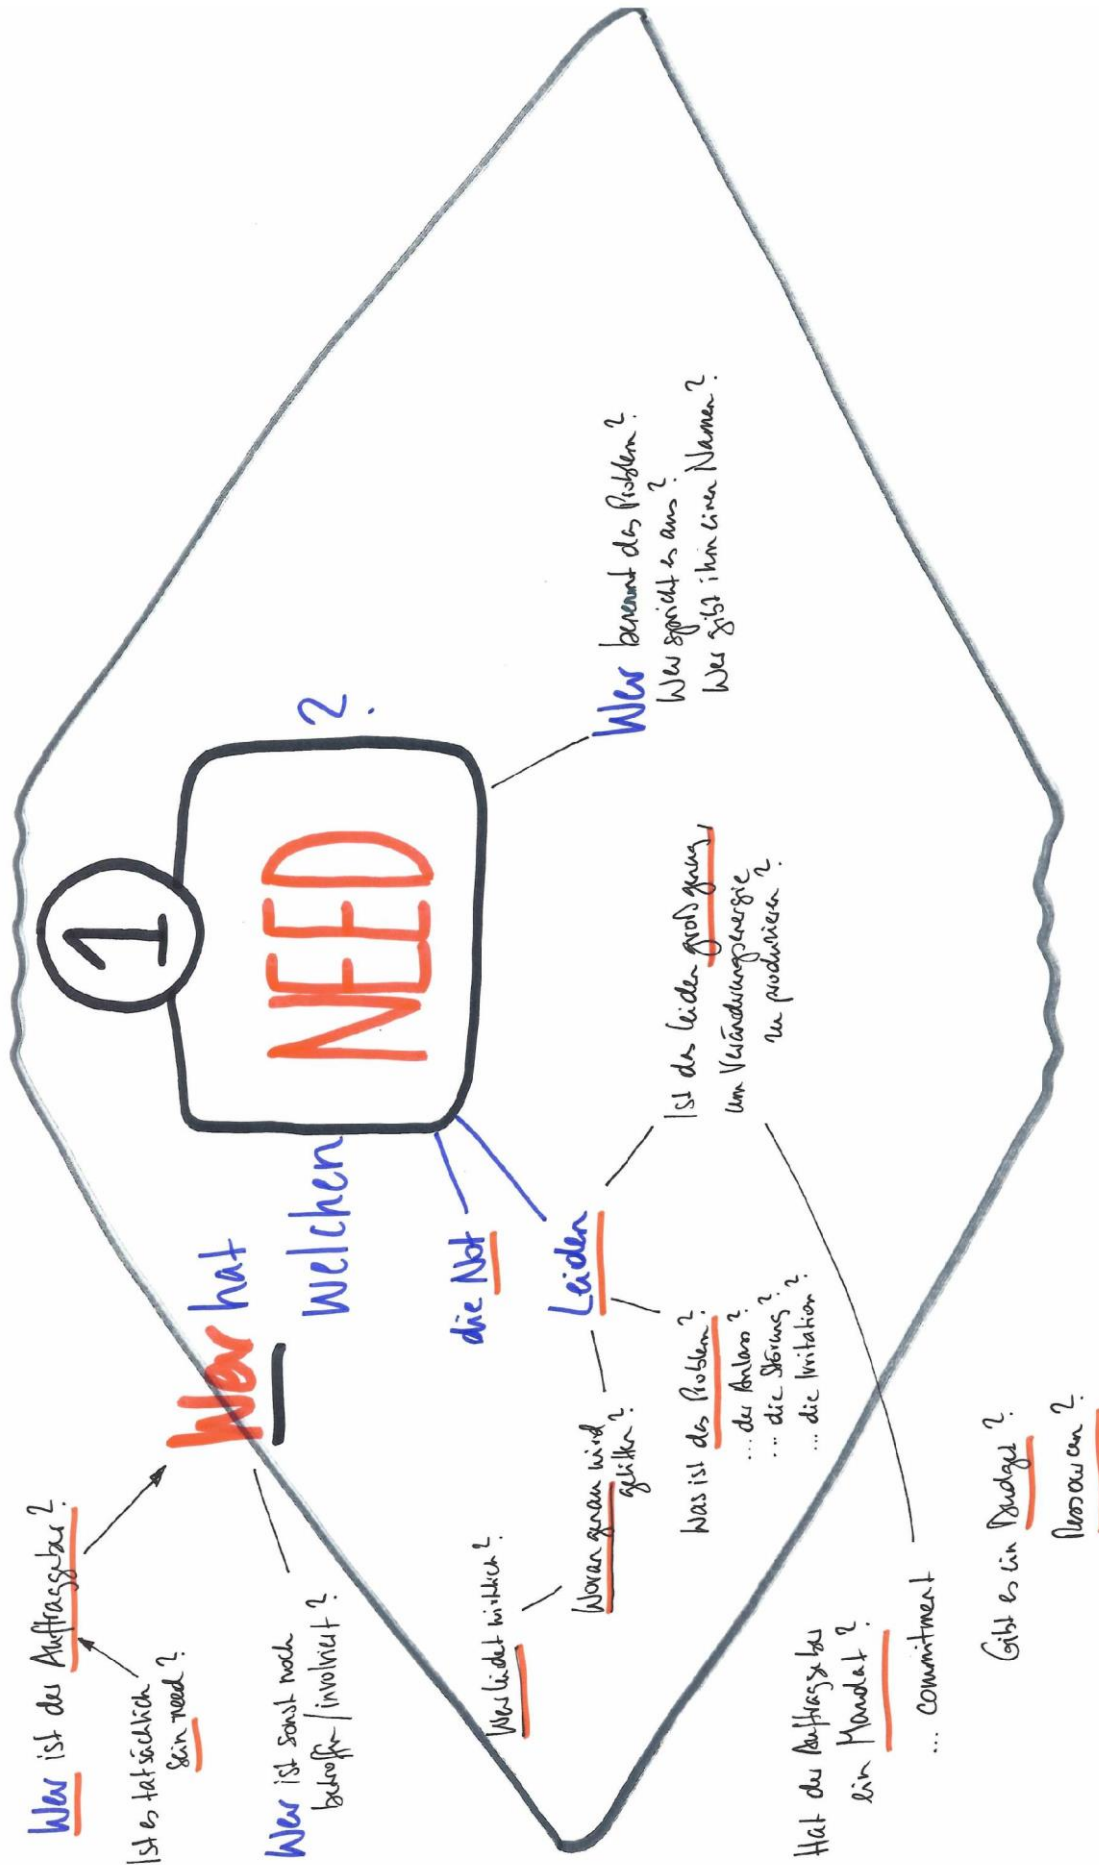 Wer ist der Auftraggeber?
Ist es tatsächlich
sein need?
Wer ist sonst noch
betroffen / involviert?
Wer hat
welchen
1
NEED
?
die Not
Leiden
Wer leidet wirklich?
Woran genau wird
gelitten?
Was ist das Problem?
... der Anlass?
... die Störung?
... die Irritation?
Ist das Leiden groß genug,
um Veränderungsenergie
zu produzieren?
Wer benennt das Problem?
Wer spricht es aus?
Wer gibt ihm einen Namen?
Hat der Auftraggeber
ein Mandat?
... commitment
Gibt es ein Budget?
Ressourcen?